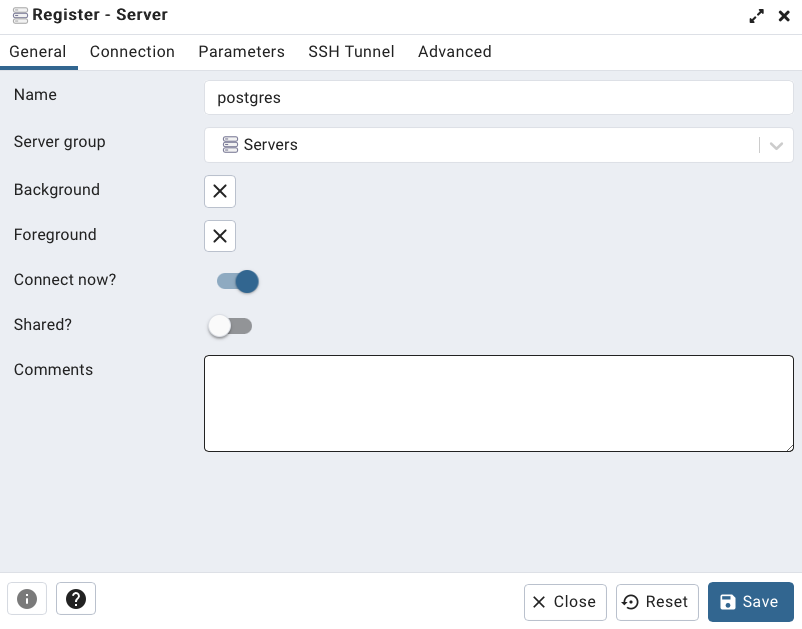 Register - Server
General Connection Parameters SSH Tunnel Advanced
Name postgres
Server group Servers
Background
Foreground
Connect now?
Shared?
Comments
Close Reset Save